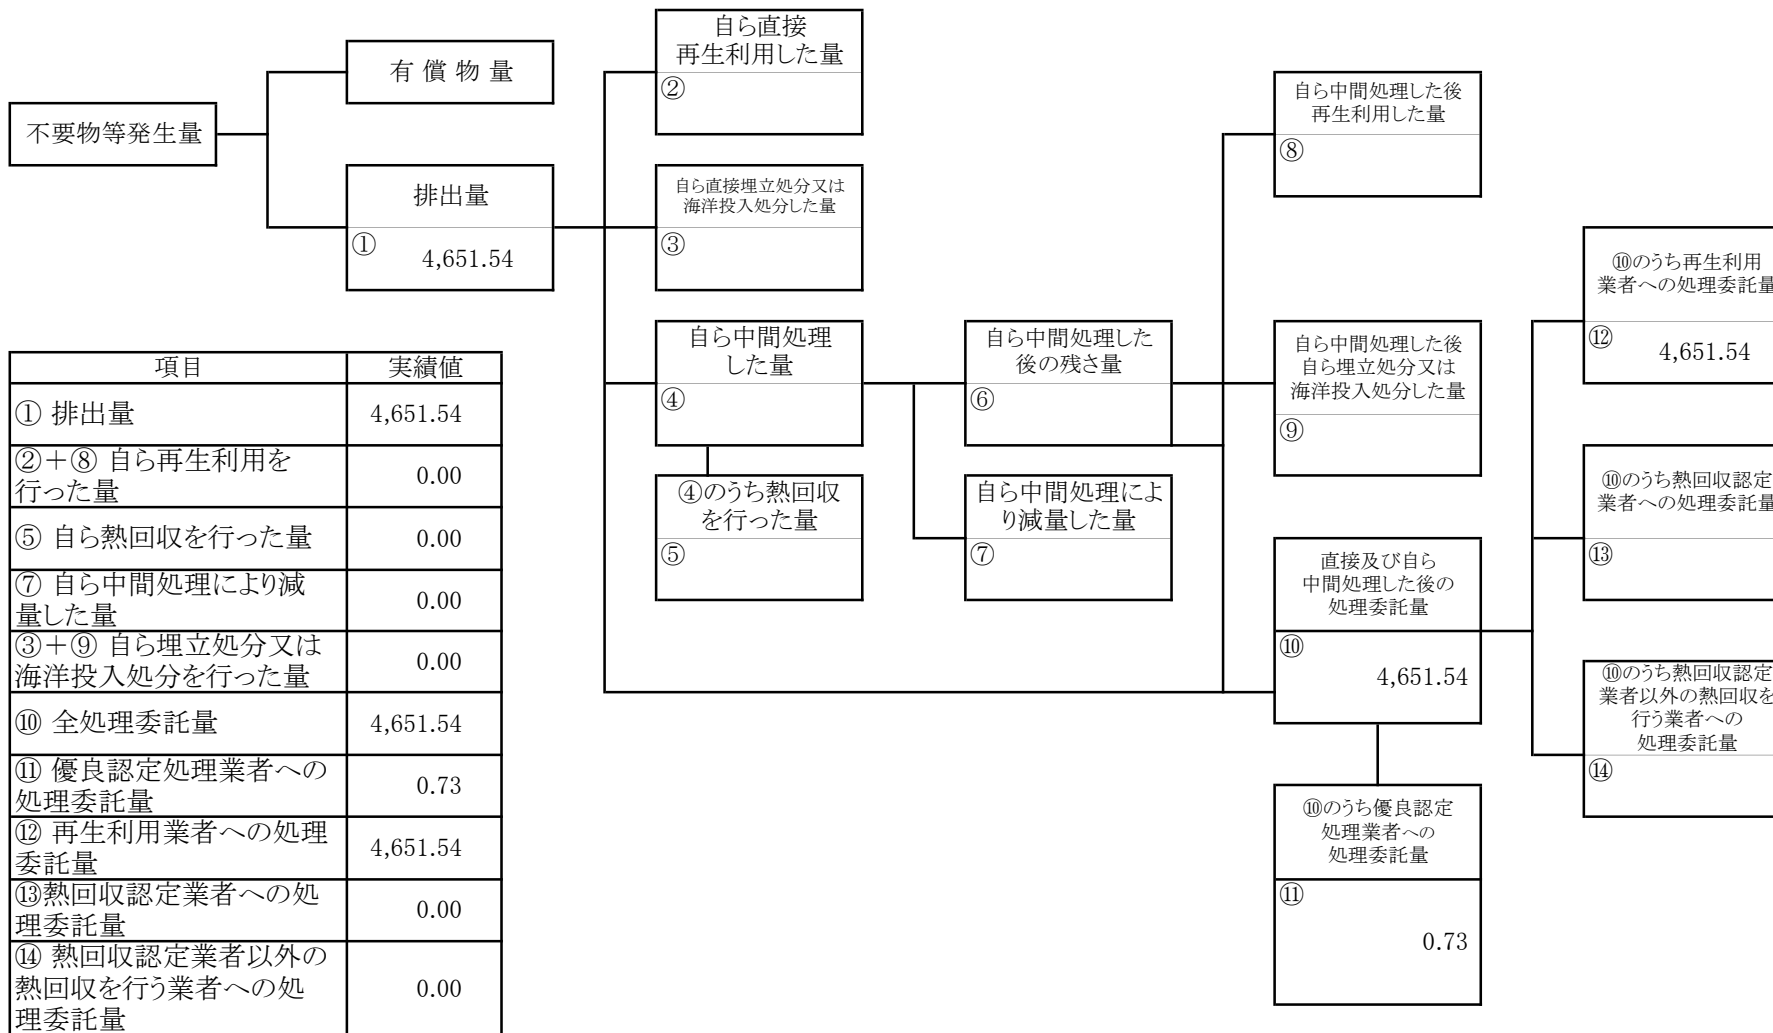 不要物等発生量
有 償 物 量
排出量
①
4,651.54
自ら直接
再生利用した量
②
自ら直接埋立処分又は
海洋投入処分した量
③
自ら中間処理
した量
④
④のうち熱回収
を行った量
⑤
自ら中間処理した
後の残さ量
⑥
自ら中間処理によ
り減量した量
⑦
自ら中間処理した後
再生利用した量
⑧
自ら中間処理した後
自ら埋立処分又は
海洋投入処分した量
⑨
直接及び自ら
中間処理した後の
処理委託量
⑩
4,651.54
⑩のうち優良認定
処理業者への
処理委託量
⑪
0.73
⑩のうち再生利用
業者への処理委託量
⑫
4,651.54
⑩のうち熱回収認定
業者への処理委託量
⑬
⑩のうち熱回収認定
業者以外の熱回収を
行う業者への
処理委託量
⑭
項目 実績値
① 排出量 4,651.54
②＋⑧ 自ら再生利用を
行った量 0.00
⑤ 自ら熱回収を行った量 0.00
⑦ 自ら中間処理により減
量した量 0.00
③＋⑨ 自ら埋立処分又は
海洋投入処分を行った量 0.00
⑩ 全処理委託量 4,651.54
⑪ 優良認定処理業者への
処理委託量 0.73
⑫ 再生利用業者への処理
委託量 4,651.54
⑬熱回収認定業者への処
理委託量 0.00
⑭ 熱回収認定業者以外の
熱回収を行う業者への処
理委託量 0.00